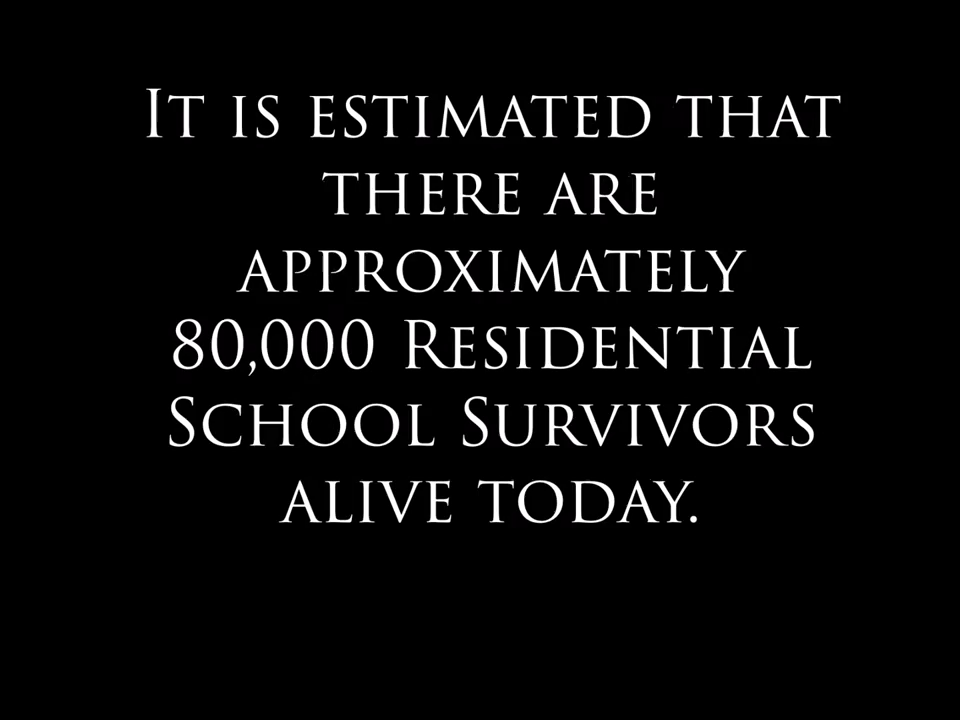 It is estimated that
there are
approximately
80,000 Residential
School Survivors
alive today.